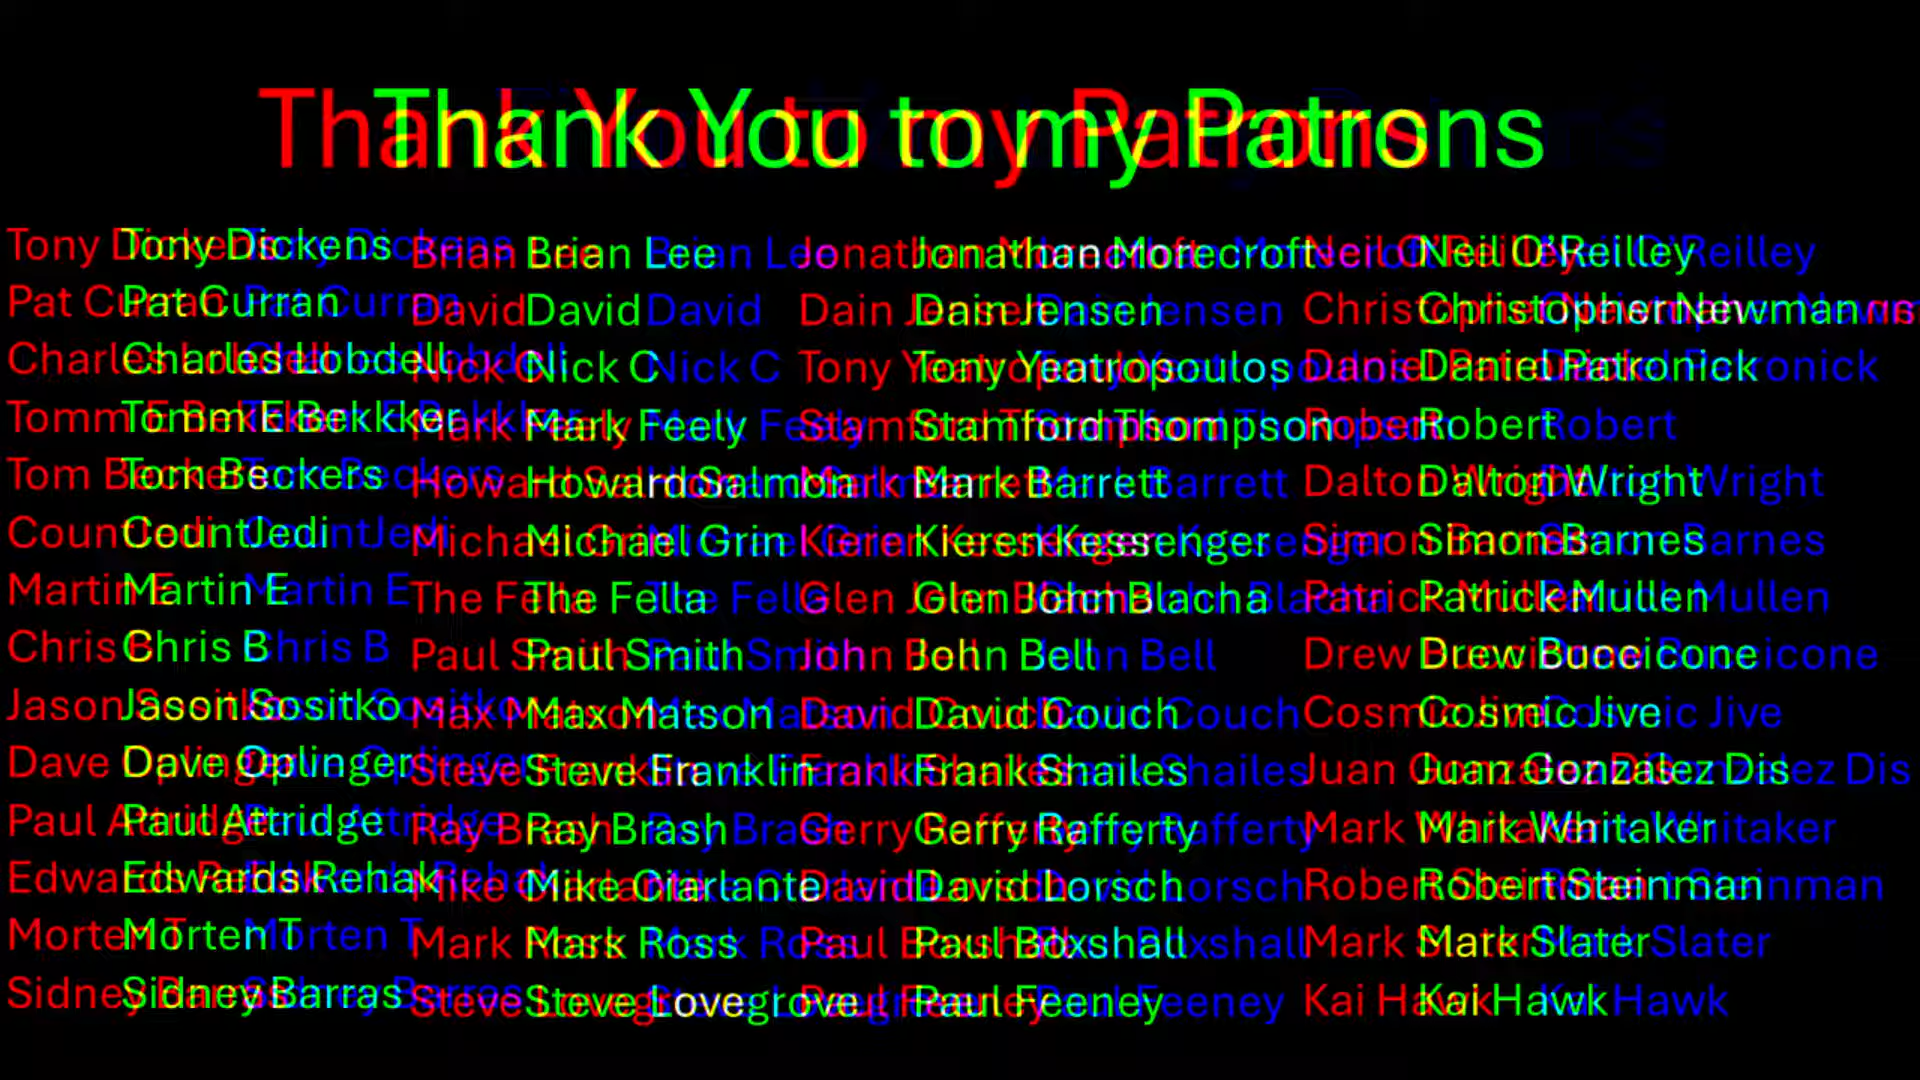 Thank You to my Patrons
Tony Dickens
Pat Curran
Charles Lobdell
Tomm E Bekkker
Tom Beckers
CountJedi
Martin E
Chris B
Jason Sositko
Dave Oplinger
Paul Attridge
Edwards Rehak
Morten T
Sidney Barras
Brian Lee
David
Nick C
Mark Feely
Howard Salmon
Michael Grin
The Fella
Paul Smith
Max Matson
Steve Franklin
Ray Brash
Mike Ciarlante
Mark Ross
Steve Lovegrove
Jonathan Morecroft
Dain Jensen
Tony Yeatropoulos
Stamfford Thompson
Mark Barrett
Kieren Kessenger
Glen John Blacha
John Bell
David Couch
Frank Shailes
Gerry Rafferty
David Lorsch
Paul Boxshall
Paul Feeney
Neil O'Reilley
Christopher Newman
Daniel Patronick
Robert
Dalton Wright
Simon Barnes
Patrick Mullen
Drew Buccicone
Cosmic Jive
Juan Gonzalez Dis
Mark Whitaker
Robert Steinman
Mark Slater
Kai Hawk